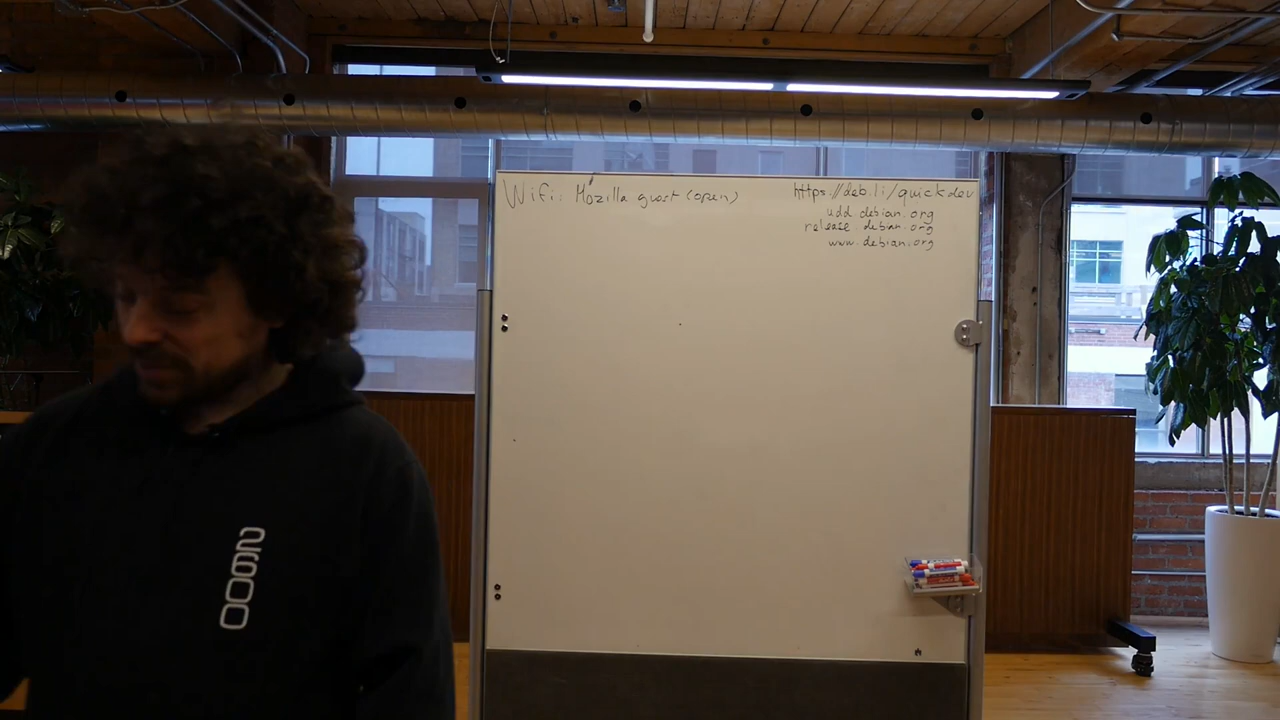 Wifi: Mozilla guest (open)
https://deb.li/quickdev
udd.debian.org
release.debian.org
www.debian.org
2600